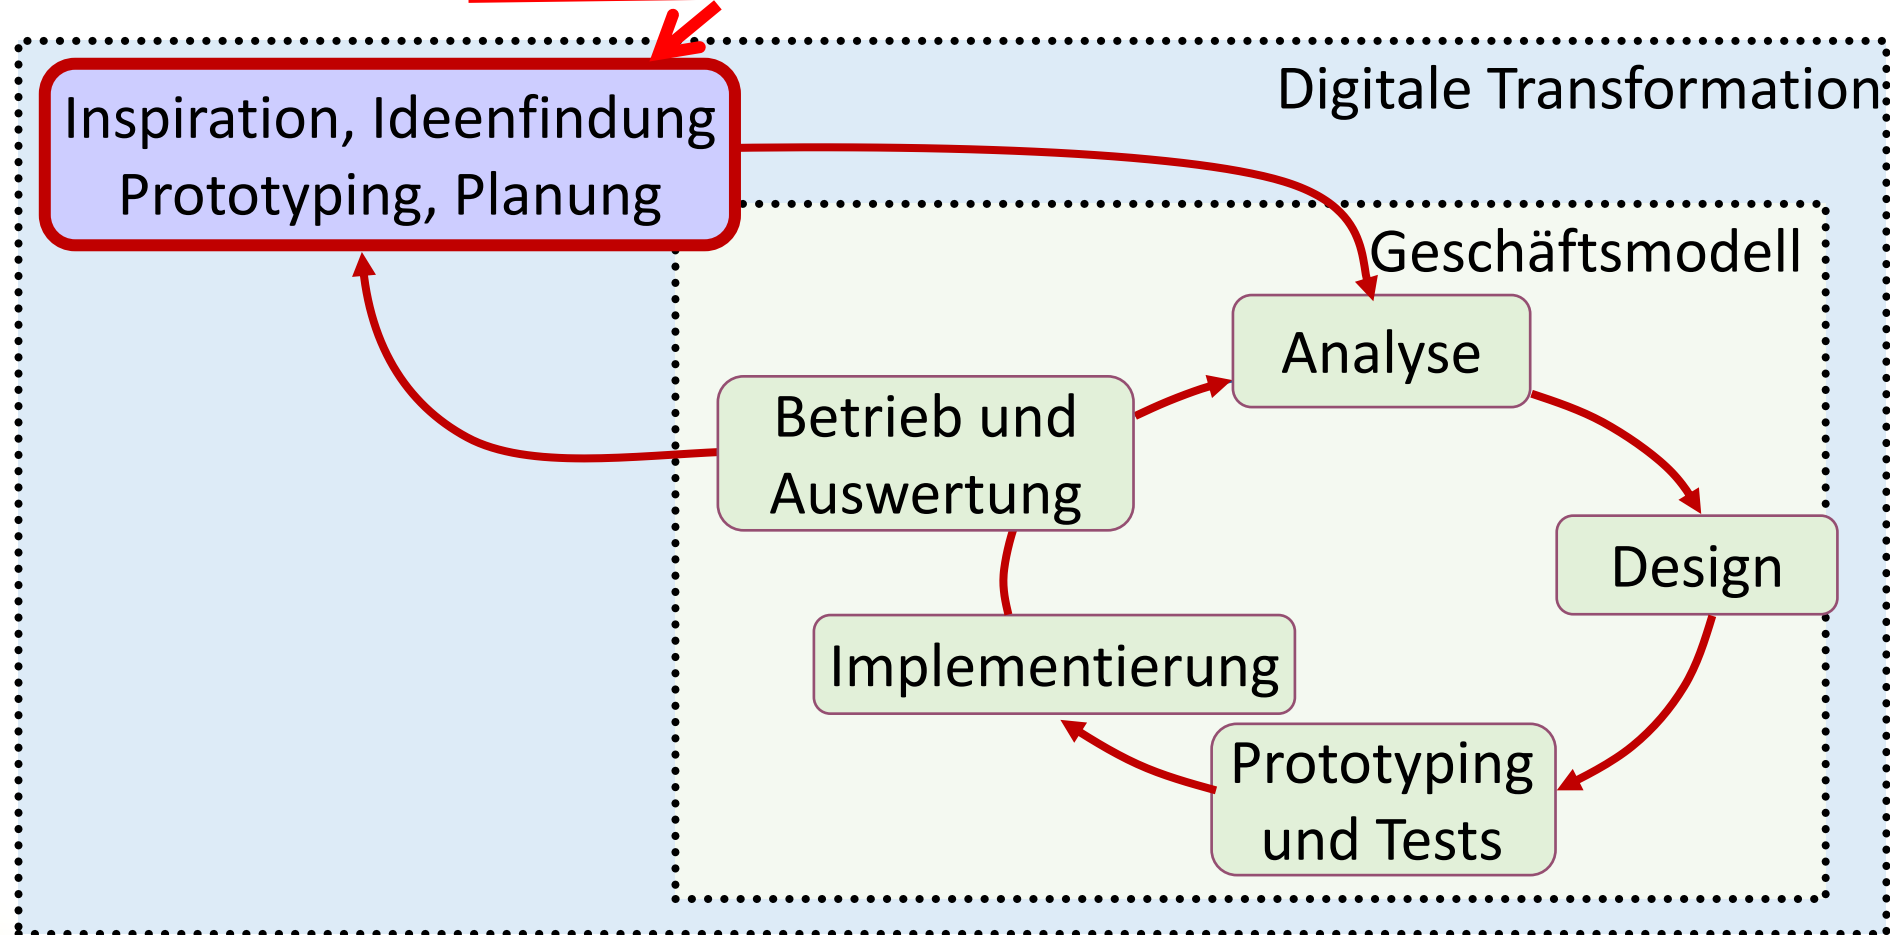 Digitale Transformation
Inspiration, Ideenfindung
Prototyping, Planung
Geschäftsmodell
Analyse
Betrieb und
Auswertung
Design
Implementierung
Prototyping
und Tests